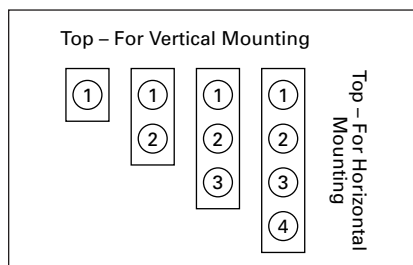 Top – For Vertical Mounting
1 1 1 1
2 2 2
3 3
4
Top – For Horizontal
Mounting